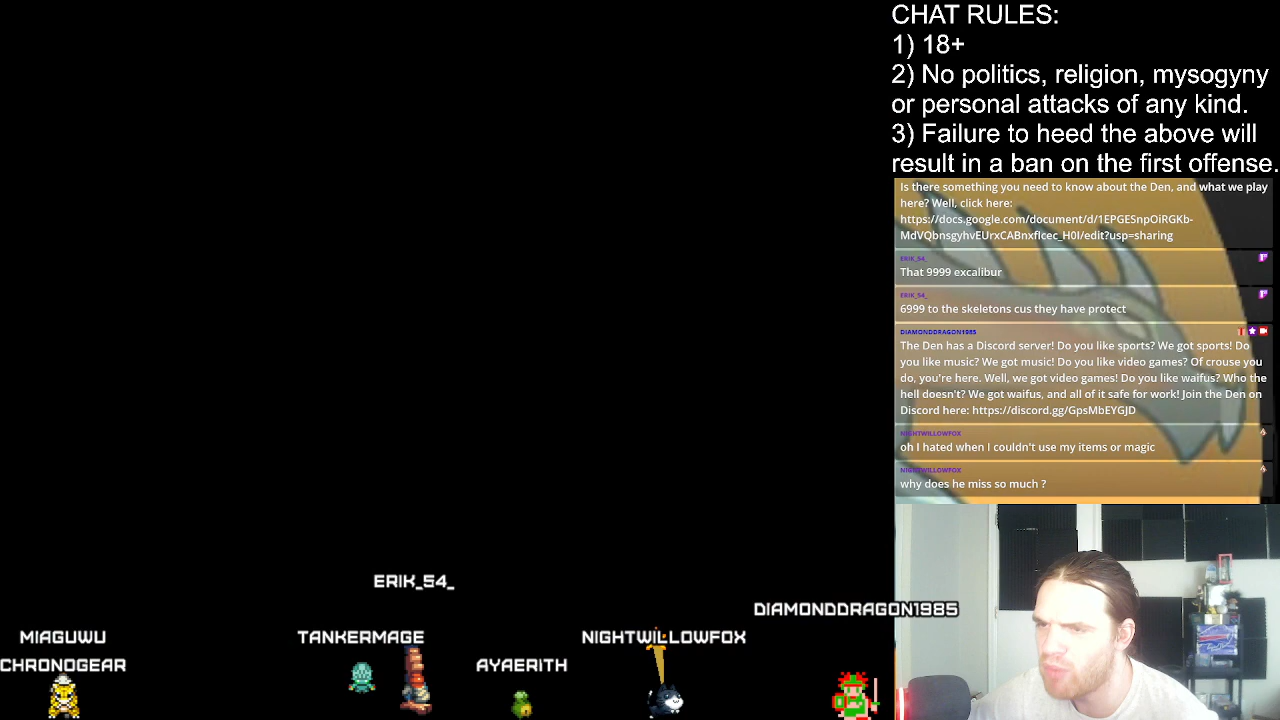 CHAT RULES:
1) 18+
2) No politics, religion, mysogyny
or personal attacks of any kind.
3) Failure to heed the above will
result in a ban on the first offense.
Is there something you need to know about the Den, and what we play
here? Well, click here:
https://docs.google.com/document/d/1EPGESnpOiRGKb-
MdVQbnsgyhvEUrxCABnxfIcec_H0I/edit?usp=sharing
ERIK_54_
That 9999 excalibur
ERIK_54_
6999 to the skeletons cus they have protect
DIAMONDDRAGON1985
The Den has a Discord server! Do you like sports? We got sports! Do
you like music? We got music! Do you like video games? Of crouse you
do, you're here. Well, we got video games! Do you like waifus? Who the
hell doesn't? We got waifus, and all of it safe for work! Join the Den on
Discord here: https://discord.gg/GpsMbEYGJD
NIGHTWILLOWFOX
oh I hated when I couldn't use my items or magic
NIGHTWILLOWFOX
why does he miss so much ?
ERIK_54_
DIAMONDDRAGON1985
MIAGUWU
TANKERMAGE
NIGHTWILLOWFOX
CHRONOGEAR
AYAERITH